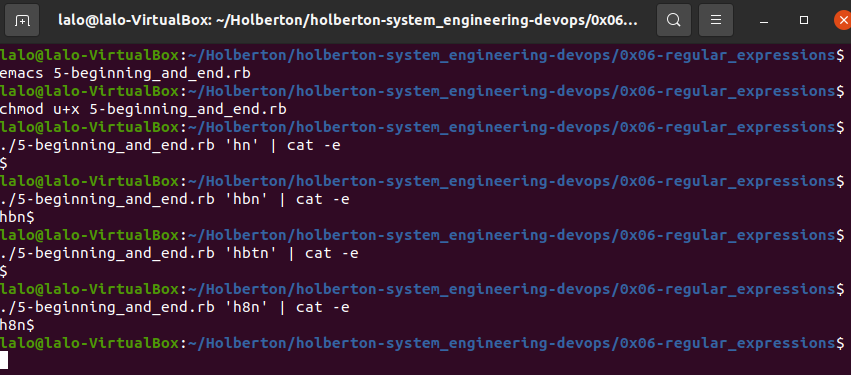 lalo@lalo-VirtualBox: ~/Holberton/holberton-system_engineering-devops/0x06...
lalo@lalo-VirtualBox:~/Holberton/holberton-system_engineering-devops/0x06-regular_expressions$
emacs 5-beginning_and_end.rb
lalo@lalo-VirtualBox:~/Holberton/holberton-system_engineering-devops/0x06-regular_expressions$
chmod u+x 5-beginning_and_end.rb
lalo@lalo-VirtualBox:~/Holberton/holberton-system_engineering-devops/0x06-regular_expressions$
./5-beginning_and_end.rb 'hn' | cat -e
$
lalo@lalo-VirtualBox:~/Holberton/holberton-system_engineering-devops/0x06-regular_expressions$
./5-beginning_and_end.rb 'hbn' | cat -e
hbn$
lalo@lalo-VirtualBox:~/Holberton/holberton-system_engineering-devops/0x06-regular_expressions$
./5-beginning_and_end.rb 'hbtn' | cat -e
$
lalo@lalo-VirtualBox:~/Holberton/holberton-system_engineering-devops/0x06-regular_expressions$
./5-beginning_and_end.rb 'h8n' | cat -e
h8n$
lalo@lalo-VirtualBox:~/Holberton/holberton-system_engineering-devops/0x06-regular_expressions$